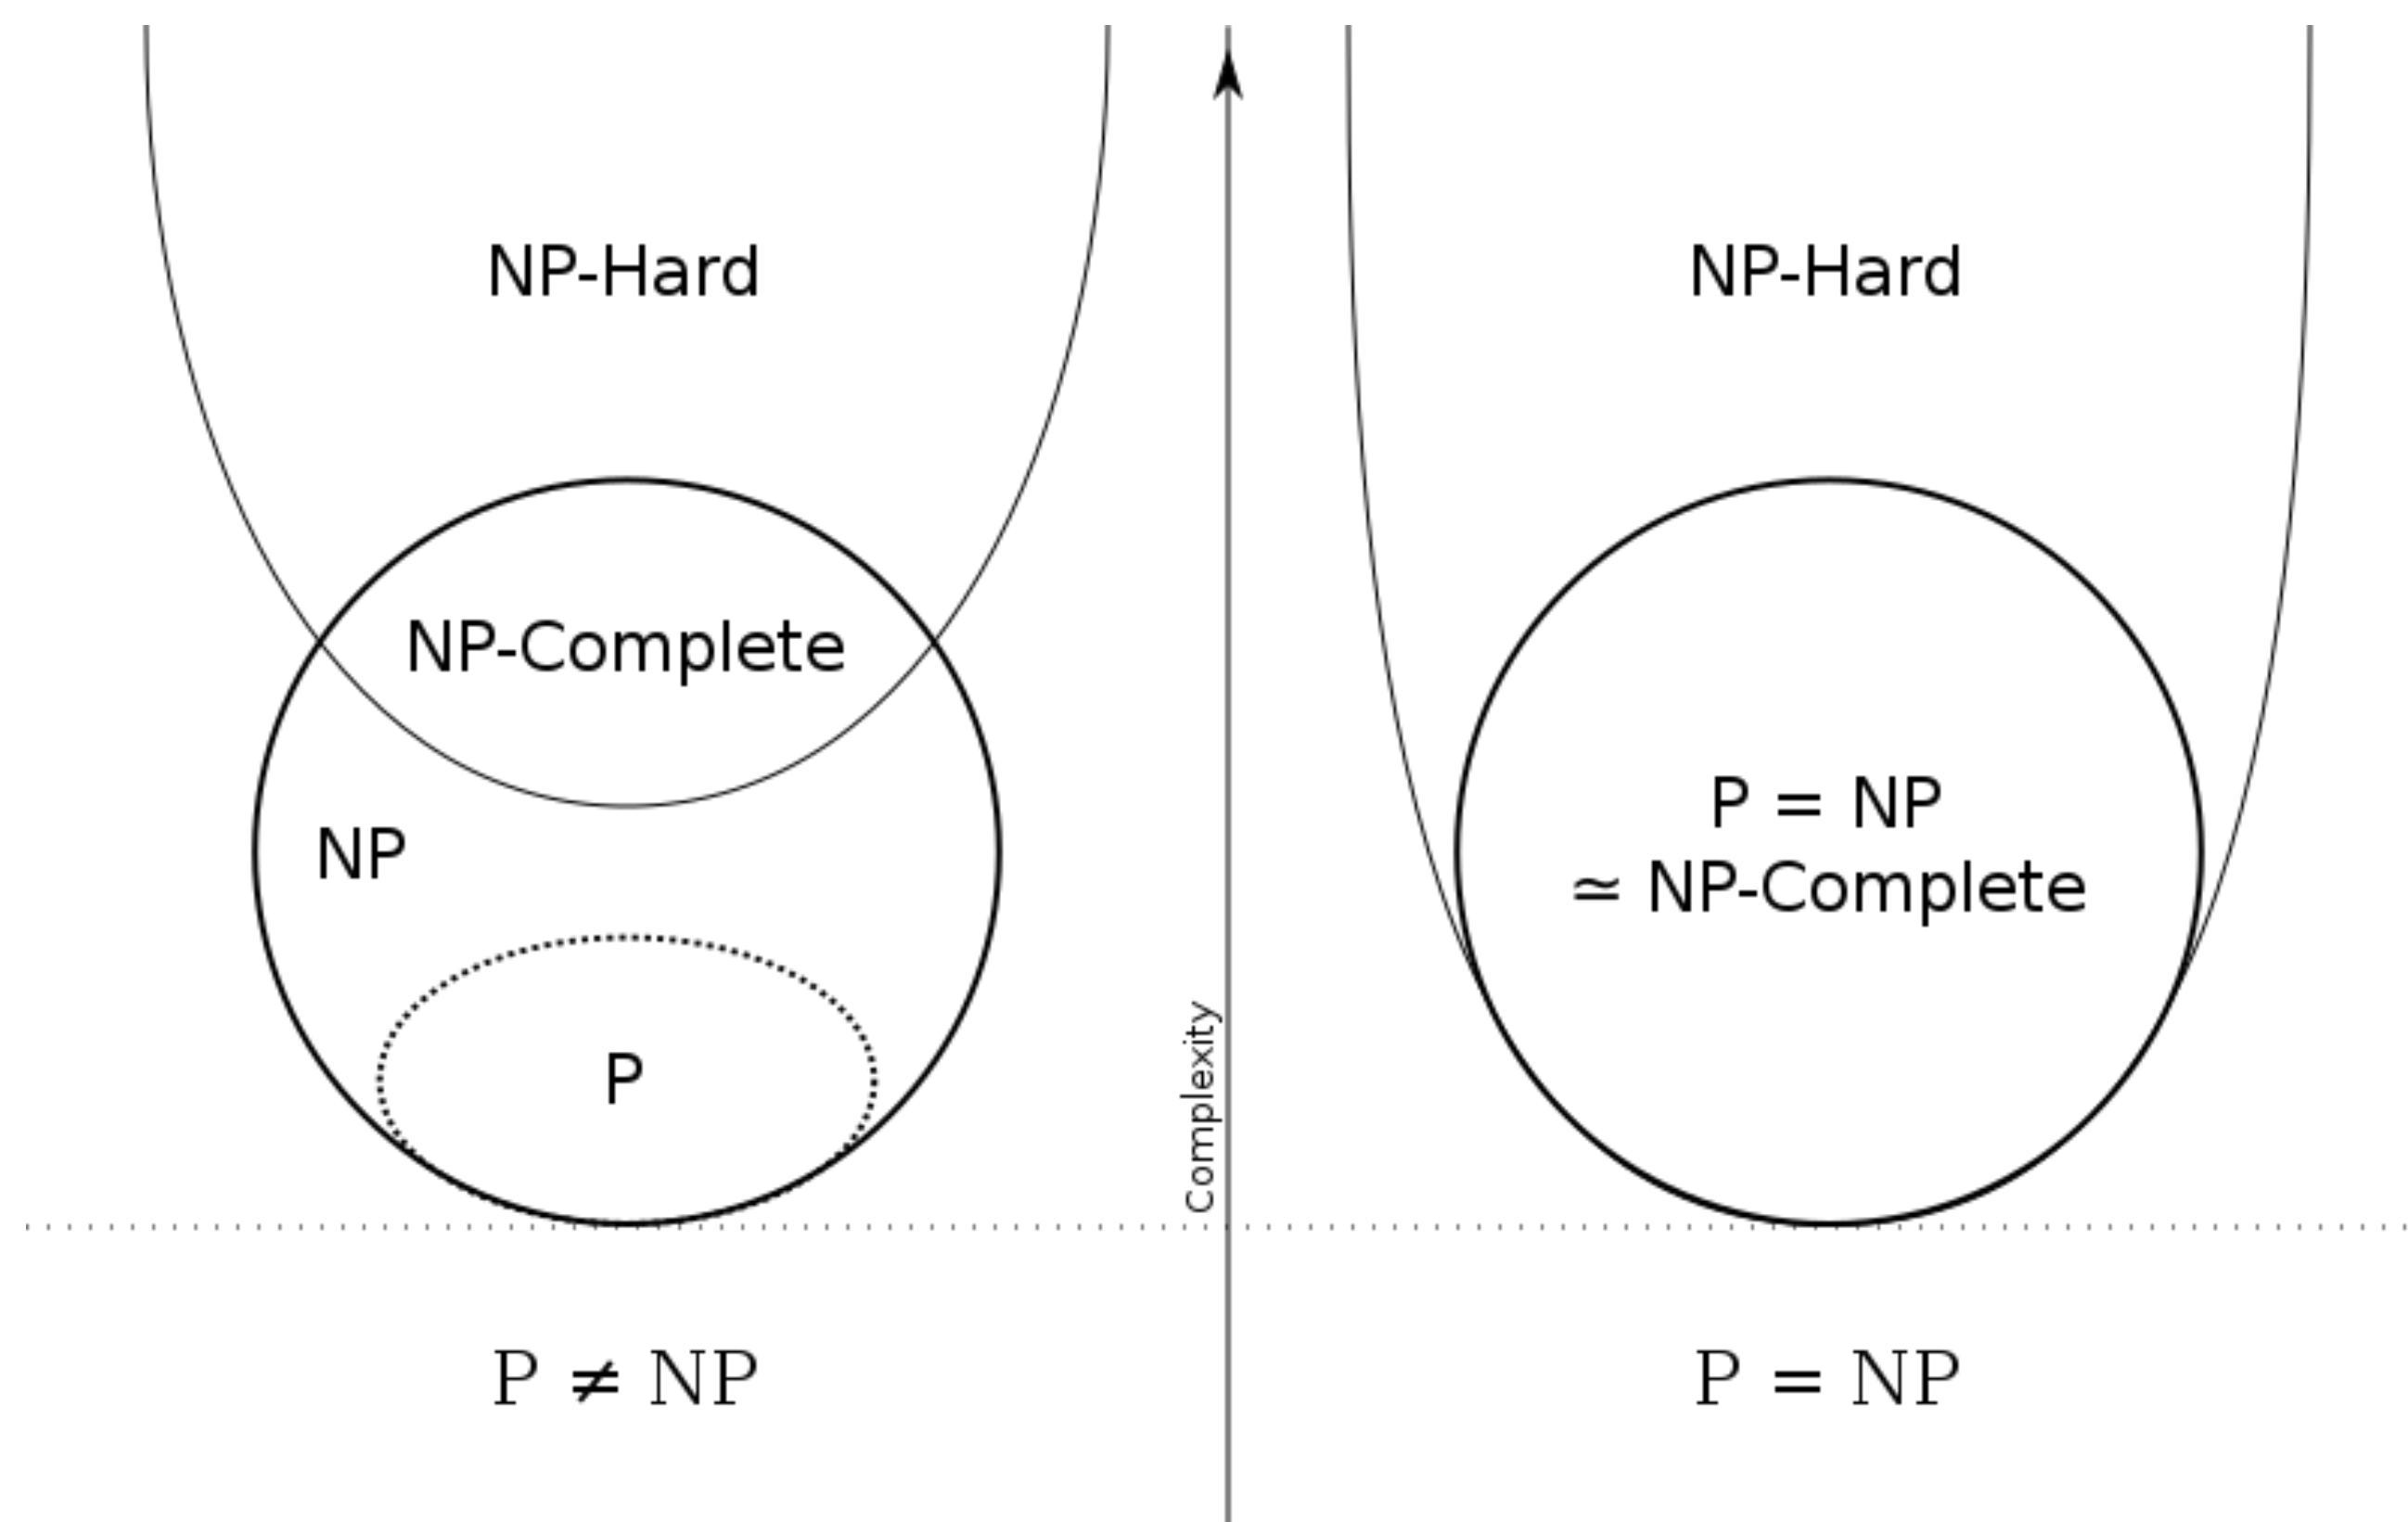 NP-Hard
NP-Complete
NP
P
P ≠ NP
Complexity
NP-Hard
P = NP
≃ NP-Complete
P = NP